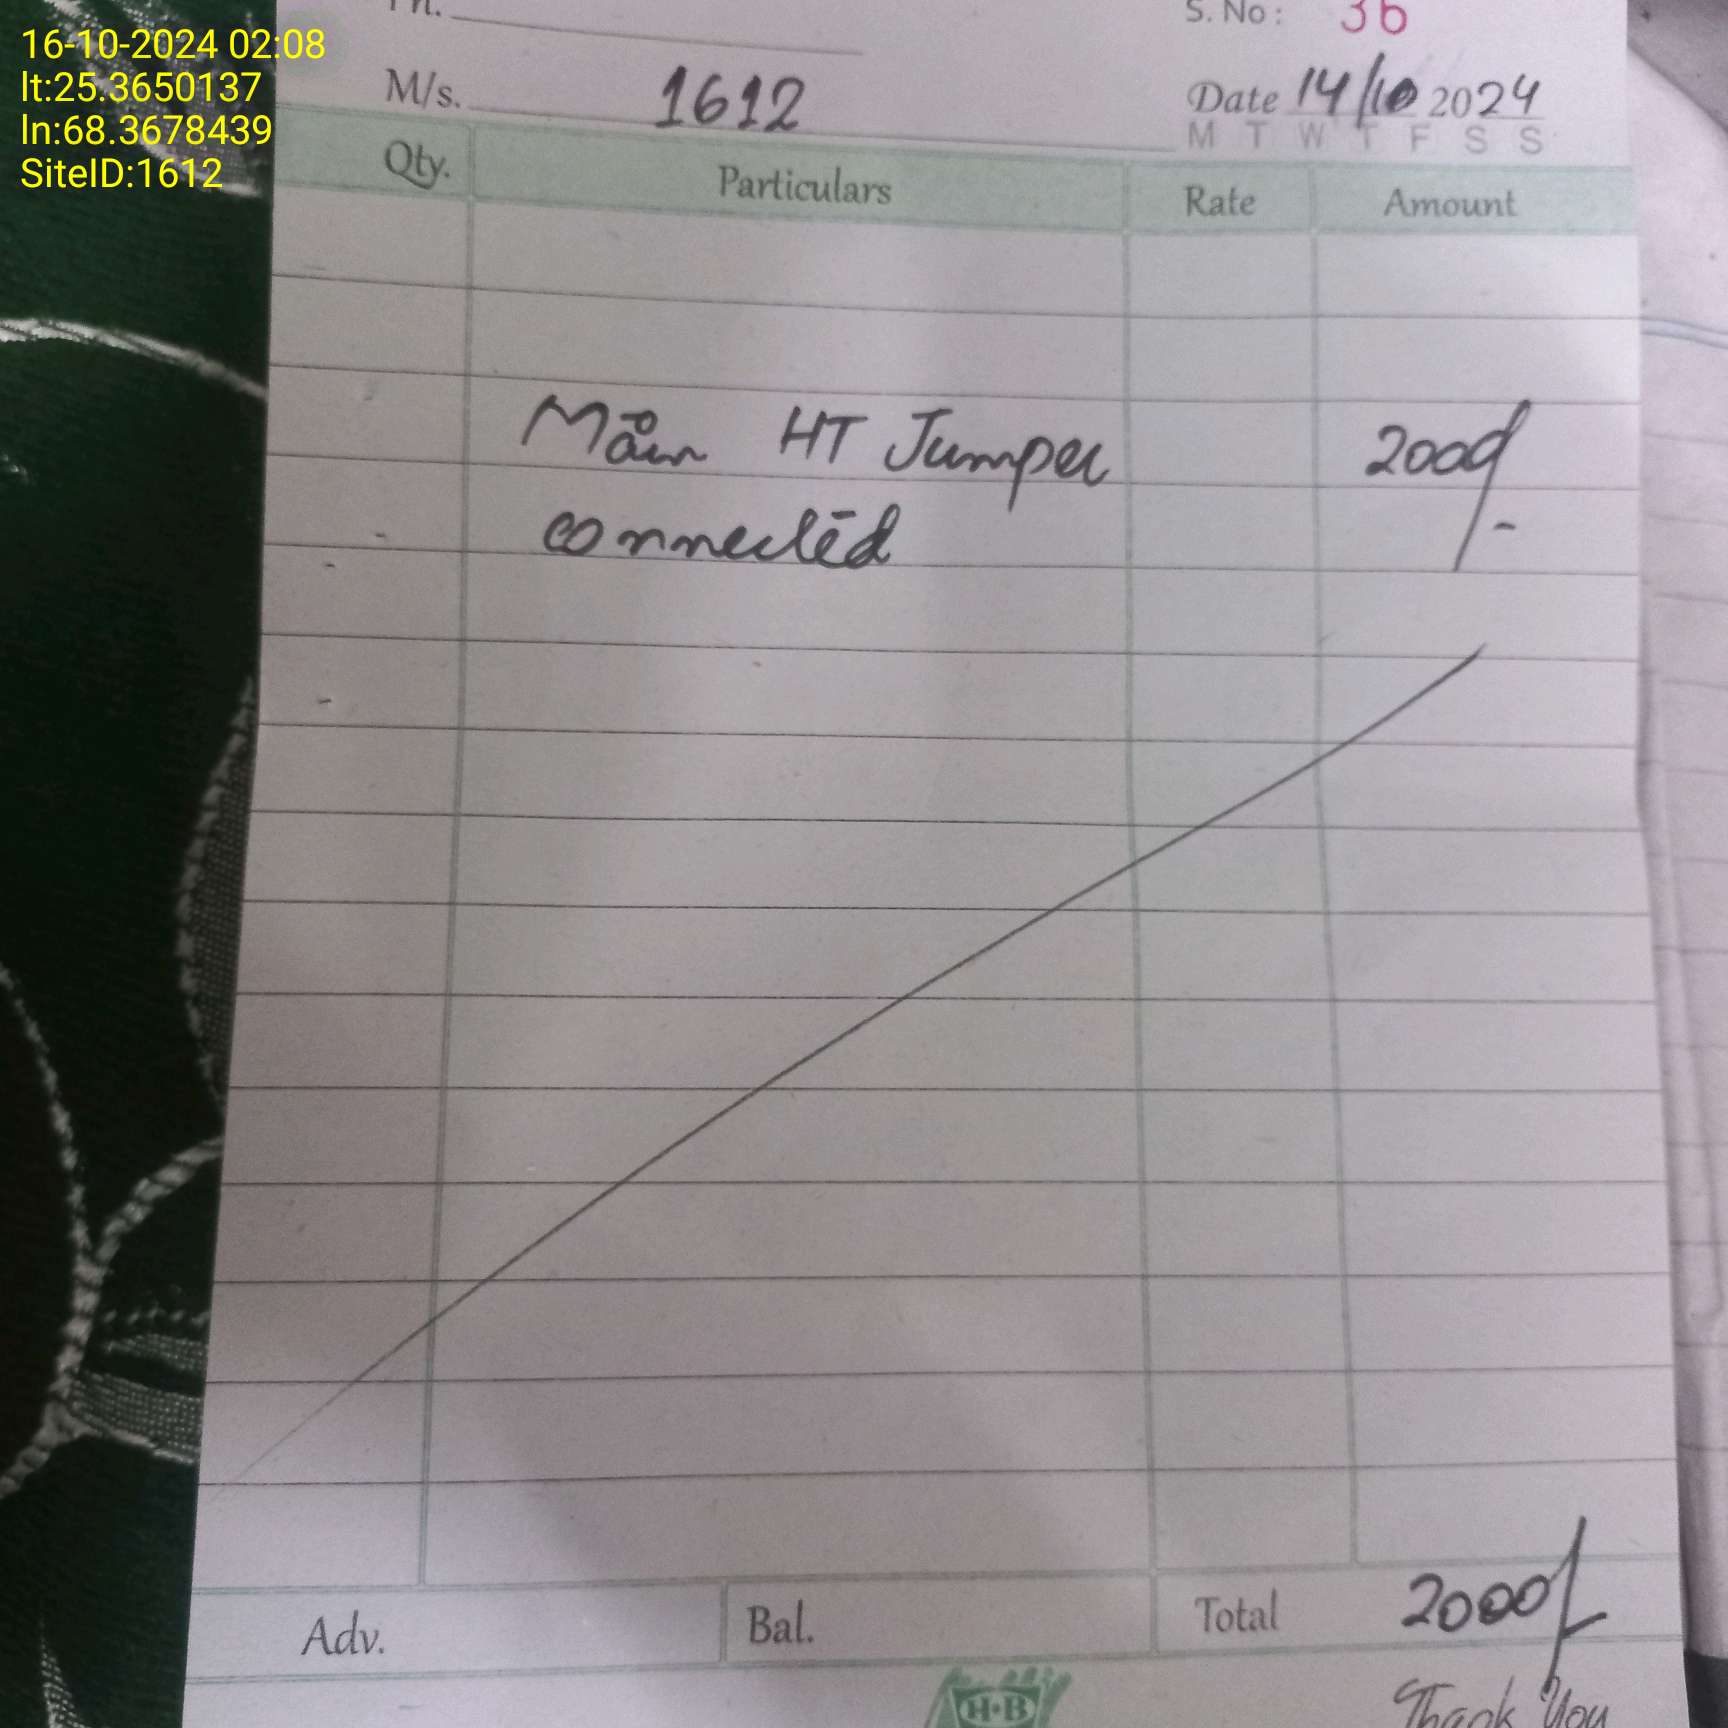 16-10-2024 02:08
lt:25.3650137
ln:68.3678439
SiteID:1612
S. No: 36
M/s. 1612
Date 14/10 2024
M T W T F S S
Qty. Particulars Rate Amount
Main HT Jumper 2000/-
connected
Adv. Bal. Total 2000/-
H·B
Thank You